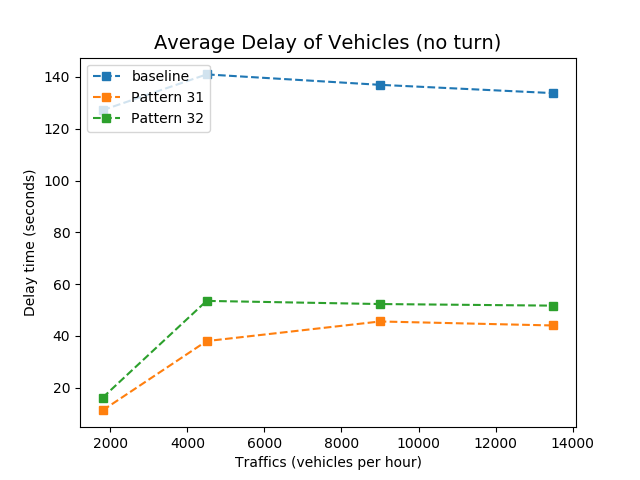 Average Delay of Vehicles (no turn)
baseline
Pattern 31
Pattern 32
140
120
100
80
60
40
20
Delay time (seconds)
2000 4000 6000 8000 10000 12000 14000
Traffics (vehicles per hour)